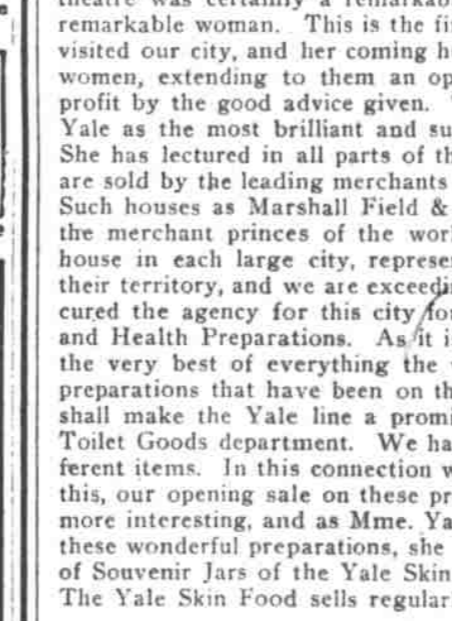 theatre was certainly a remarkab
remarkable woman. This is the fi
visited our city, and her coming h
women, extending to them an op
profit by the good advice given.
Yale as the most brilliant and su
She has lectured in all parts of th
are sold by the leading merchants
Such houses as Marshall Field &
the merchant princes of the wor
house in each large city, represe
their territory, and we are exceedi
cured the agency for this city for
and Health Preparations. As it i
the very best of everything the
preparations that have been on th
shall make the Yale line a promi
Toilet Goods department. We ha
ferent items. In this connection w
this, our opening sale on these pr
more interesting, and as Mme. Ya
these wonderful preparations, she
of Souvenir Jars of the Yale Skin
The Yale Skin Food sells regular